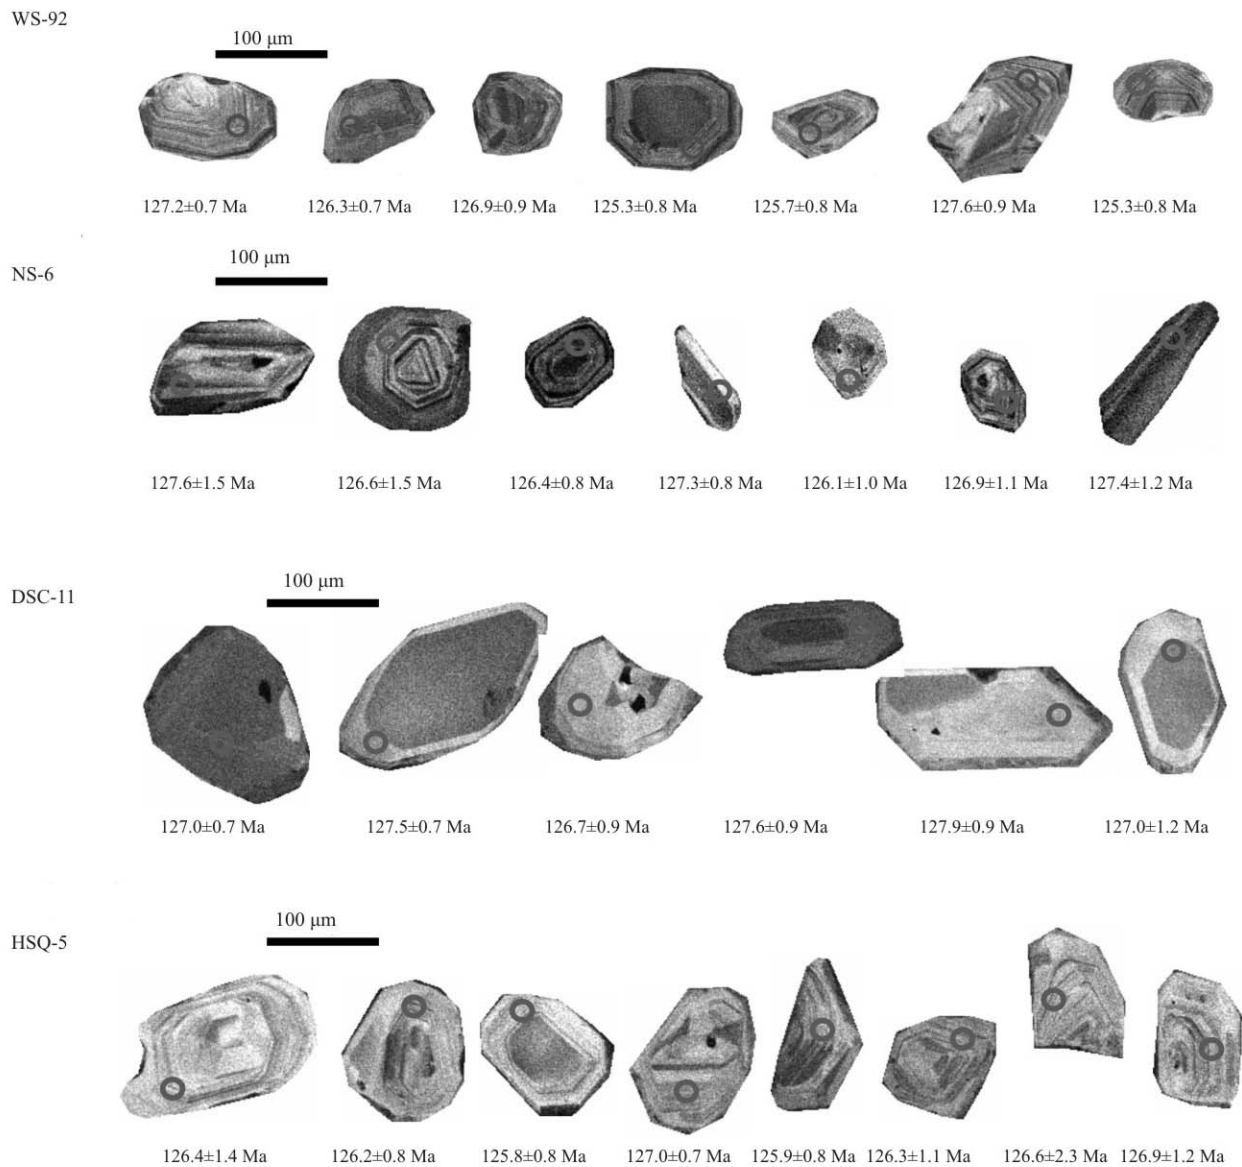 WS-92
100 μm
127.2±0.7 Ma 126.3±0.7 Ma 126.9±0.9 Ma 125.3±0.8 Ma 125.7±0.8 Ma 127.6±0.9 Ma 125.3±0.8 Ma
100 μm
NS-6
127.6±1.5 Ma 126.6±1.5 Ma 126.4±0.8 Ma 127.3±0.8 Ma 126.1±1.0 Ma 126.9±1.1 Ma 127.4±1.2 Ma
100 μm
DSC-11
127.0±0.7 Ma 127.5±0.7 Ma 126.7±0.9 Ma 127.6±0.9 Ma 127.9±0.9 Ma 127.0±1.2 Ma
100 μm
HSQ-5
126.4±1.4 Ma 126.2±0.8 Ma 125.8±0.8 Ma 127.0±0.7 Ma 125.9±0.8 Ma 126.3±1.1 Ma 126.6±2.3 Ma 126.9±1.2 Ma